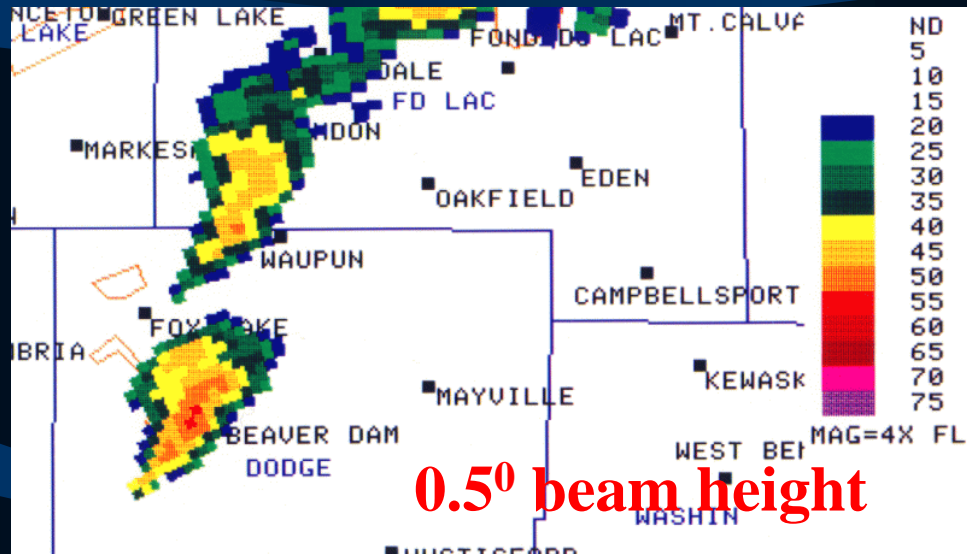 GREEN LAKE
LAKE
MT.CALVA
FOND DU LAC
DALE
FD LAC
NDON
MARKES
EDEN
OAKFIELD
WAUPUN
CAMPBELLSPORT
FOX LAKE
BRIA
KEWASK
MAYVILLE
BEAVER DAM
DODGE
WEST BE
WASHIN
0.5⁰ beam height
ND
5
10
15
20
25
30
35
40
45
50
55
60
65
70
75
MAG=4X FL